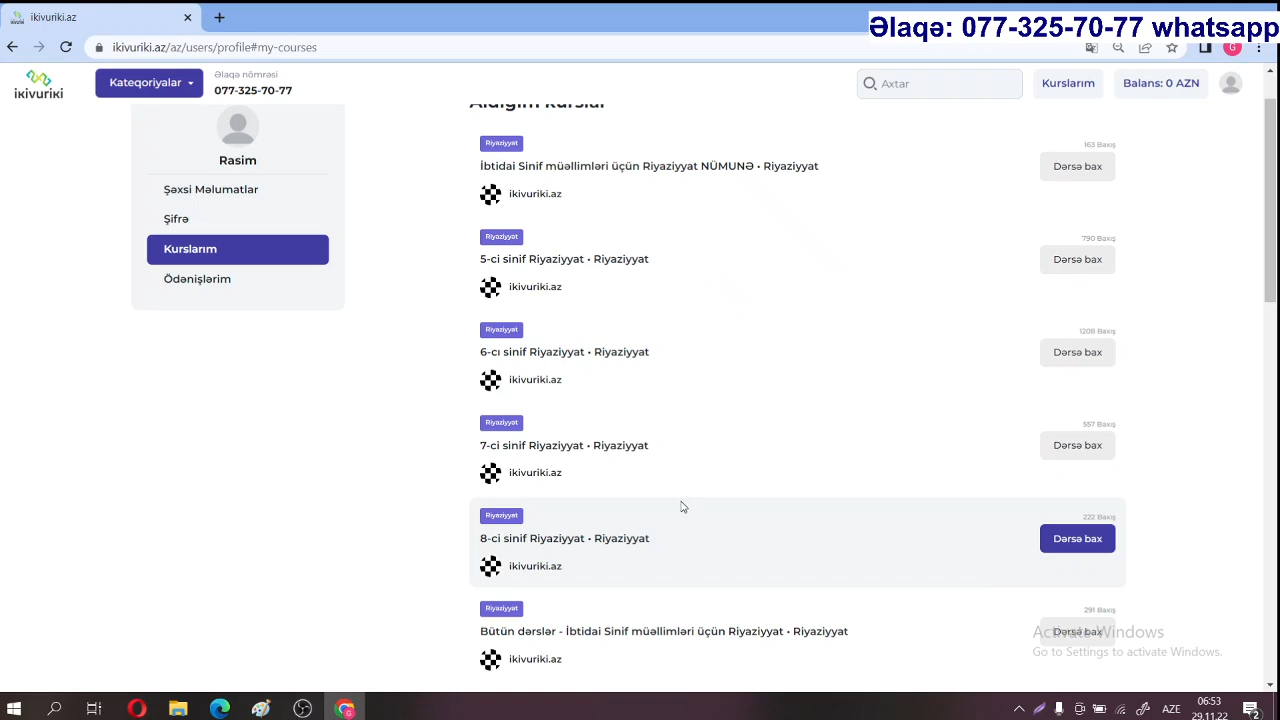 ikivuriki.az
Əlaqə: 077-325-70-77 whatsapp
ikivuriki.az/az/users/profile#my-courses
G
iKiVURiKi
Kateqoriyalar
Əlaqə nömrəsi
077-325-70-77
Axtar
Kurslarım
Balans: 0 AZN
Aldığım kurslar
Rasim
Şəxsi Məlumatlar
Şifrə
Kurslarım
Ödənişlərim
Riyaziyyat
163 Baxış
İbtidai Sinif müəllimləri üçün Riyaziyyat NÜMUNƏ • Riyaziyyat
Dərsə bax
ikivuriki.az
Riyaziyyat
790 Baxış
5-ci sinif Riyaziyyat • Riyaziyyat
Dərsə bax
ikivuriki.az
Riyaziyyat
1208 Baxış
6-cı sinif Riyaziyyat • Riyaziyyat
Dərsə bax
ikivuriki.az
Riyaziyyat
557 Baxış
7-ci sinif Riyaziyyat • Riyaziyyat
Dərsə bax
ikivuriki.az
Riyaziyyat
222 Baxış
8-ci sinif Riyaziyyat • Riyaziyyat
Dərsə bax
ikivuriki.az
Riyaziyyat
291 Baxış
Bütün dərslər - İbtidai Sinif müəllimləri üçün Riyaziyyat • Riyaziyyat
Dərsə bax
ikivuriki.az
Activate Windows
Go to Settings to activate Windows.
AZE
06:53
29.11.22
2